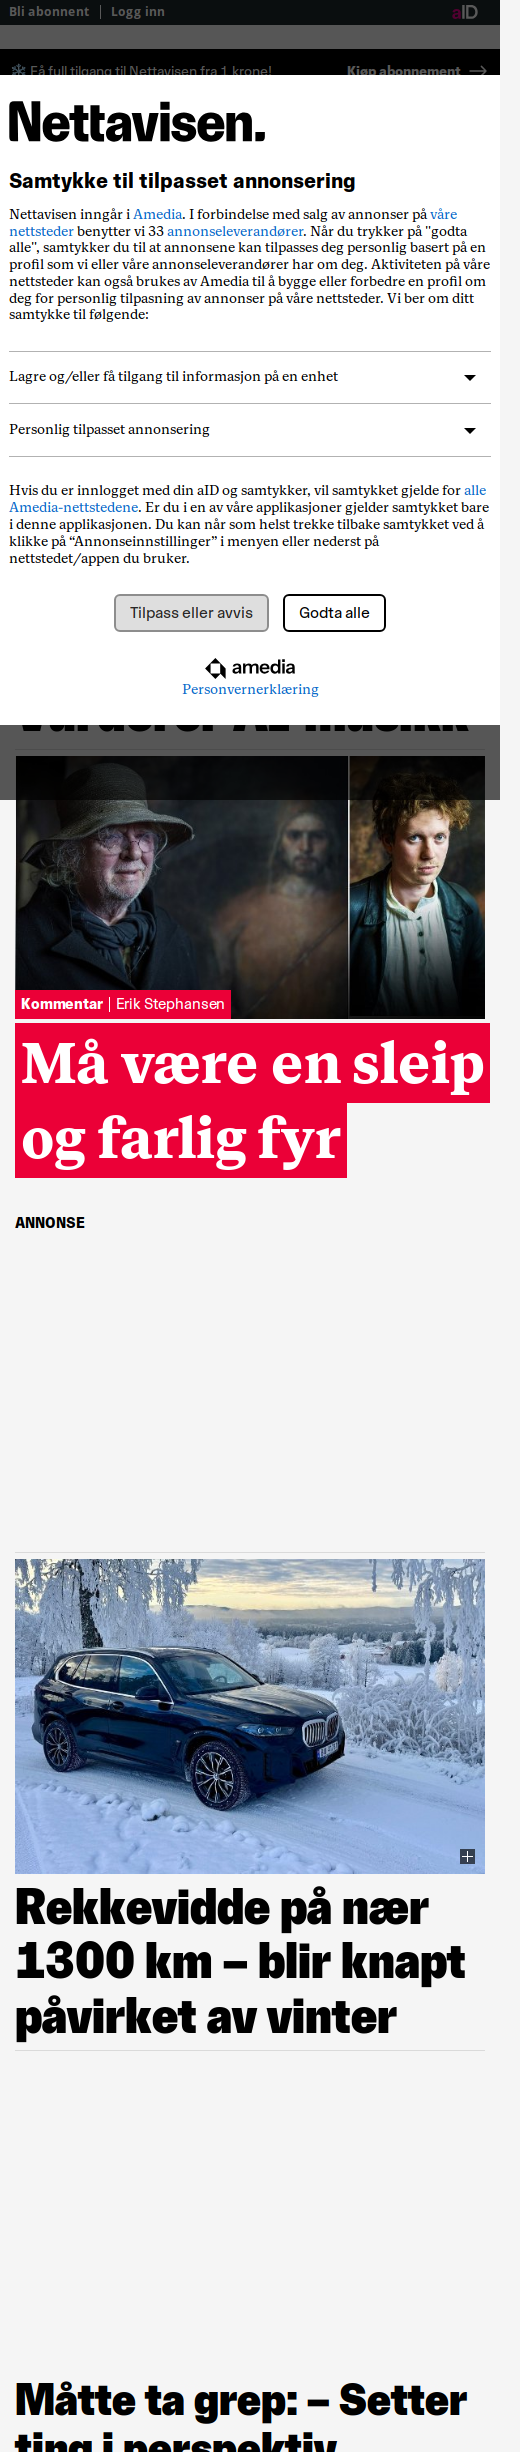 Bli abonnent | Logg inn
aID
Få full tilgang til Nettavisen fra 1 krone!
Kjøp abonnement →
Nettavisen.
Samtykke til tilpasset annonsering
Nettavisen inngår i Amedia. I forbindelse med salg av annonser på våre
nettsteder benytter vi 33 annonseleverandører. Når du trykker på "godta
alle", samtykker du til at annonsene kan tilpasses deg personlig basert på en
profil som vi eller våre annonseleverandører har om deg. Aktiviteten på våre
nettsteder kan også brukes av Amedia til å bygge eller forbedre en profil om
deg for personlig tilpasning av annonser på våre nettsteder. Vi ber om ditt
samtykke til følgende:
Lagre og/eller få tilgang til informasjon på en enhet
Personlig tilpasset annonsering
Hvis du er innlogget med din aID og samtykker, vil samtykket gjelde for alle
Amedia-nettstedene. Er du i en av våre applikasjoner gjelder samtykket bare
i denne applikasjonen. Du kan når som helst trekke tilbake samtykket ved å
klikke på “Annonseinnstillinger” i menyen eller nederst på
nettstedet/appen du bruker.
Tilpass eller avvis
Godta alle
amedia
Personvernerklæring
Kommentar | Erik Stephansen
Må være en sleip
og farlig fyr
ANNONSE
Rekkevidde på nær
1300 km – blir knapt
påvirket av vinter
Måtte ta grep: – Setter
ting i perspektiv